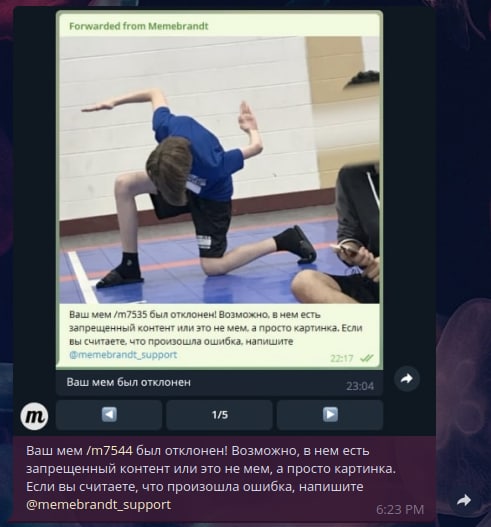 Forwarded from Memebrandt
Ваш мем /m7535 был отклонен! Возможно, в нем есть
запрещенный контент или это не мем, а просто картинка. Если
вы считаете, что произошла ошибка, напишите
@memebrandt_support
22:17
Ваш мем был отклонен
23:04
m
1/5
Ваш мем /m7544 был отклонен! Возможно, в нем есть
запрещенный контент или это не мем, а просто картинка.
Если вы считаете, что произошла ошибка, напишите
@memebrandt_support
6:23 PM